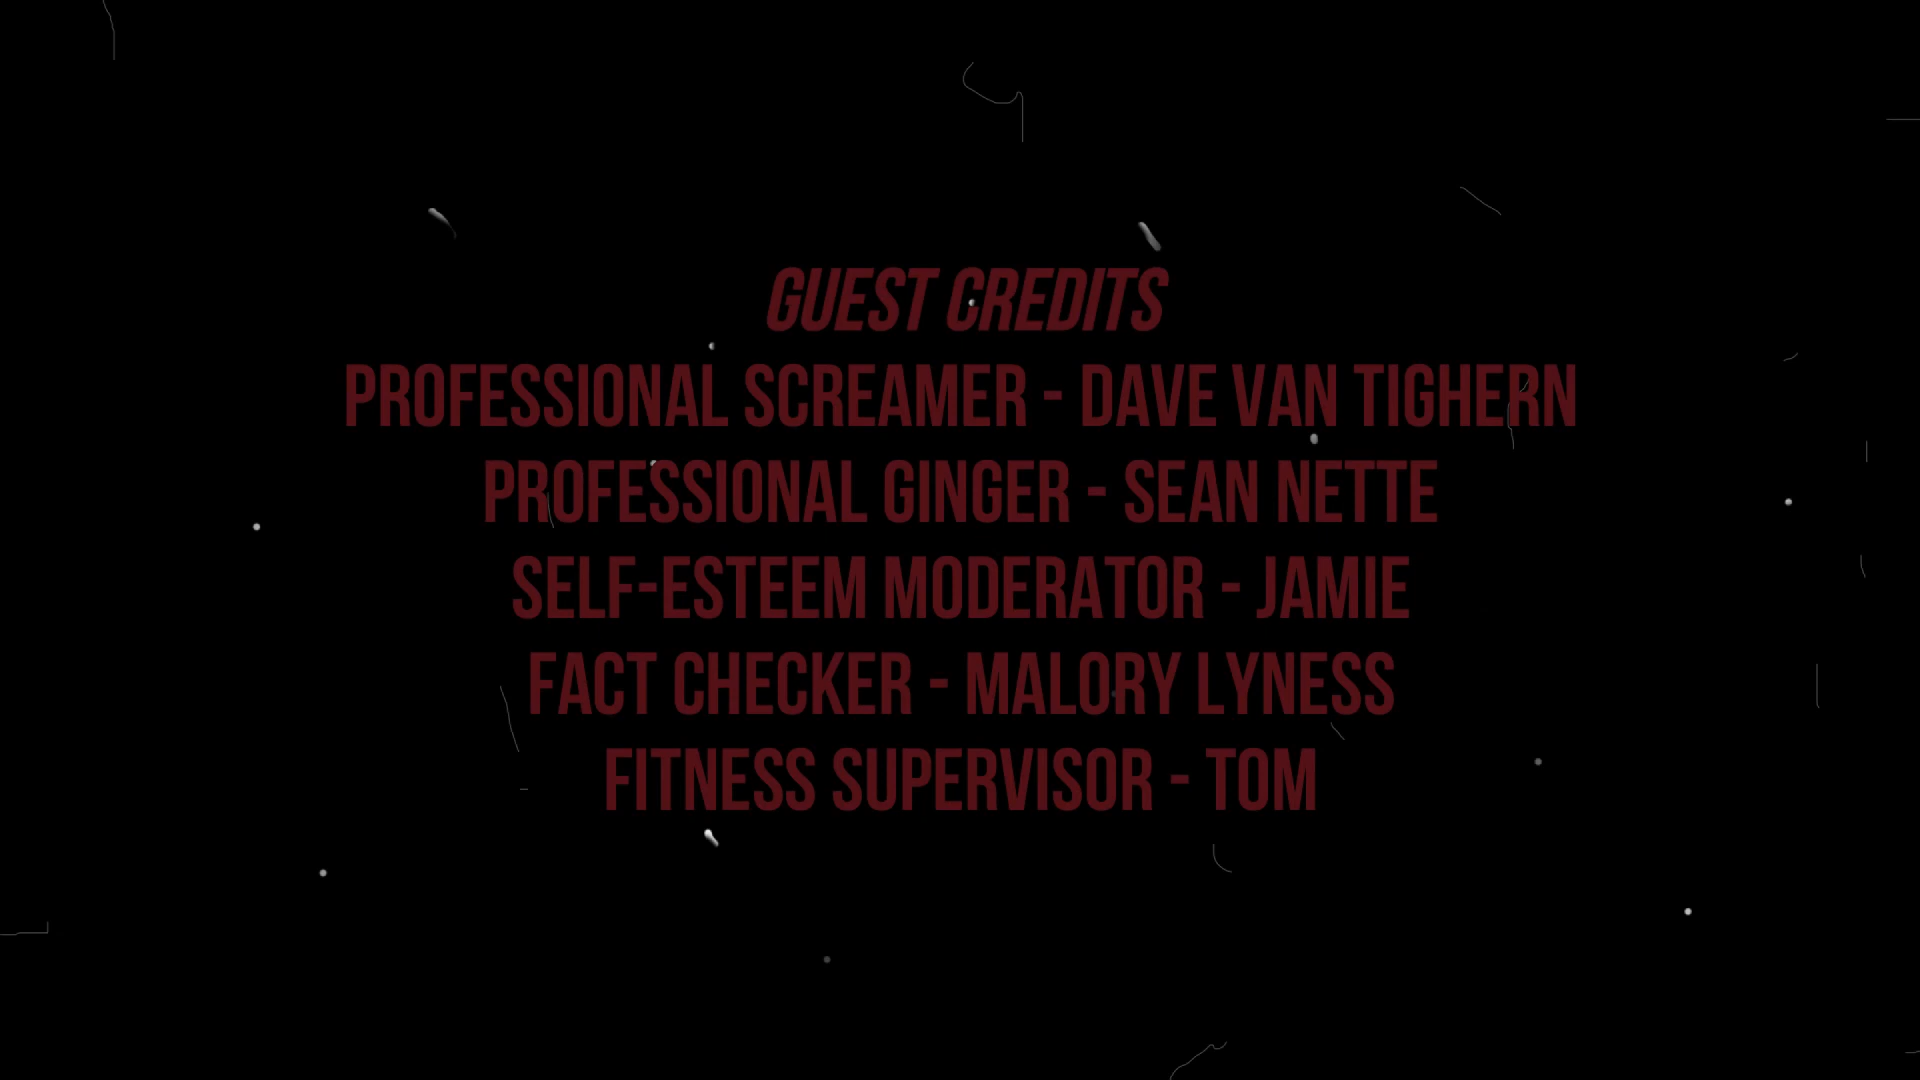 GUEST CREDITS
PROFESSIONAL SCREAMER - DAVE VAN TIGHERN
PROFESSIONAL GINGER - SEAN NETTE
SELF-ESTEEM MODERATOR - JAMIE
FACT CHECKER - MALORY LYNESS
FITNESS SUPERVISOR - TOM